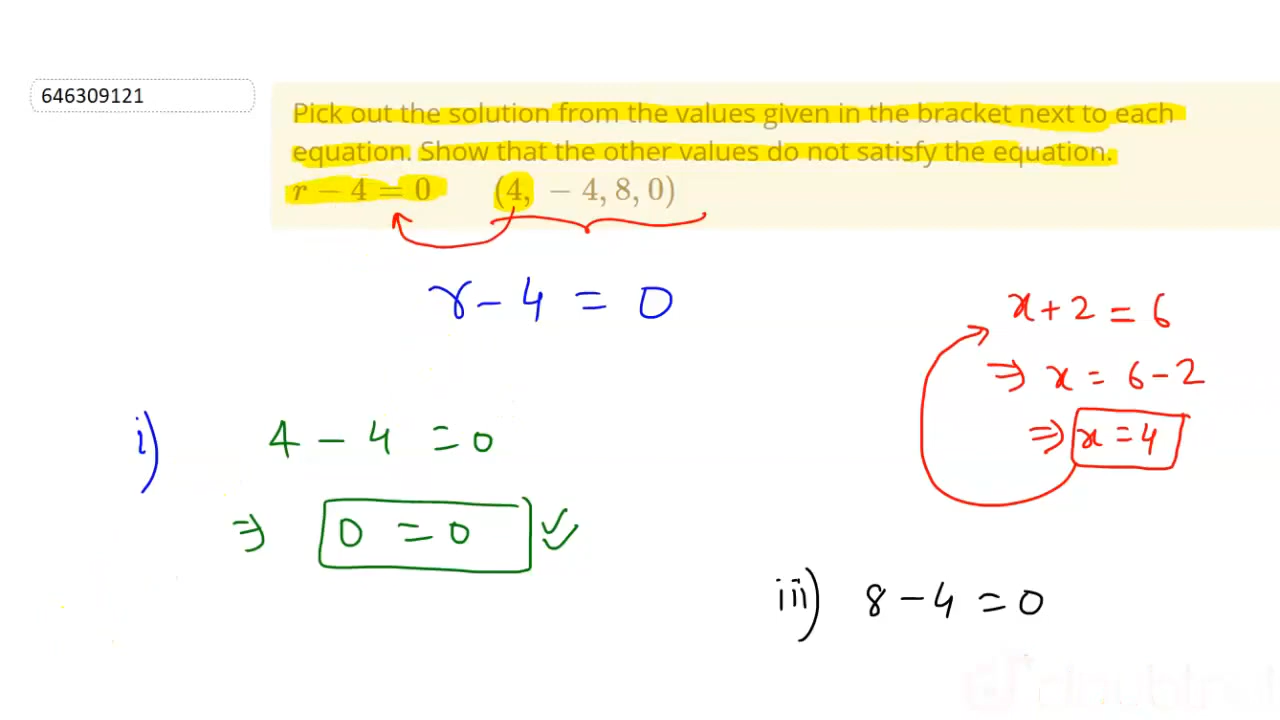 646309121
Pick out the solution from the values given in the bracket next to each
equation. Show that the other values do not satisfy the equation.
r − 4 = 0 (4, − 4, 8, 0)
r − 4 = 0
x + 2 = 6
⇒ x = 6 − 2
⇒ x = 4
i) 4 − 4 = 0
⇒ 0 = 0 ✓✓
iii) 8 − 4 = 0